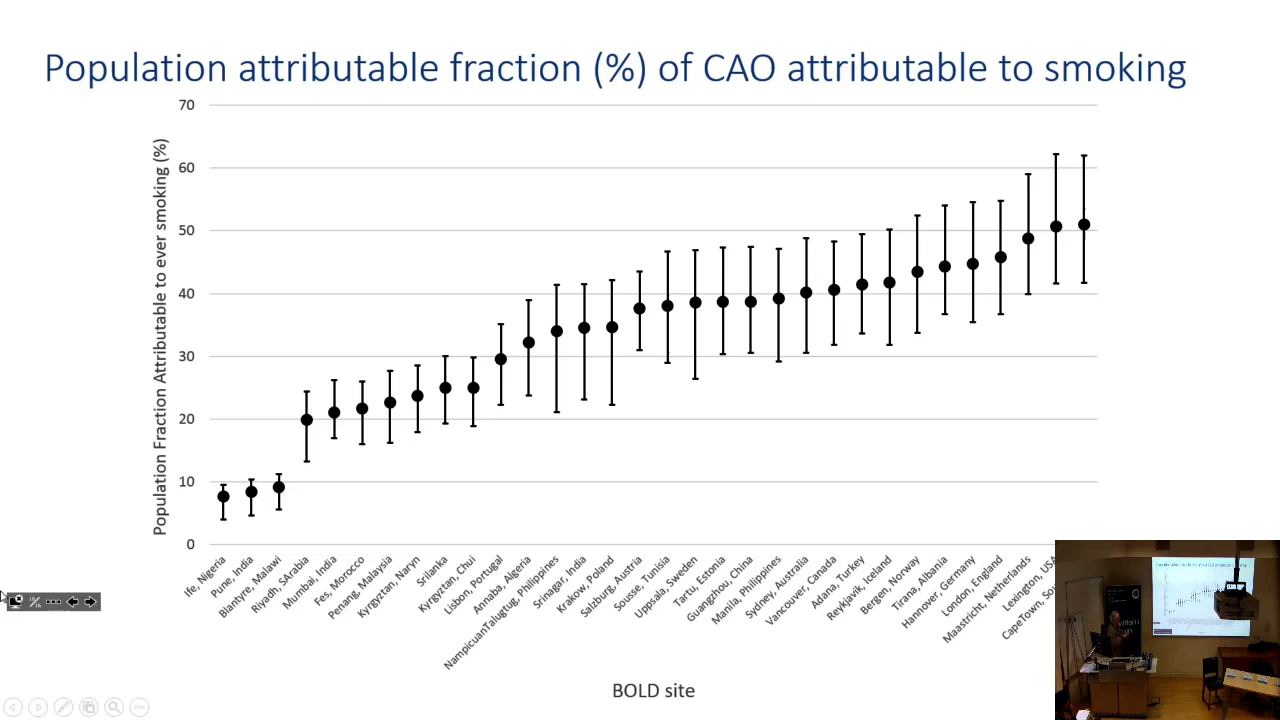 Population attributable fraction (%) of CAO attributable to smoking
Population Fraction Attributable to ever smoking (%)
70
60
50
40
30
20
10
0
Ife, Nigeria
Pune, India
Blantyre, Malawi
Riyadh, SArabia
Mumbai, India
Fes, Morocco
Penang, Malaysia
Kyrgyztan, Naryn
Srilanka
Kyrgyztan, Chui
Lisbon, Portugal
Annaba, Algeria
NampicuanTalugtug, Philippines
Srinagar, India
Krakow, Poland
Salzburg, Austria
Sousse, Tunisia
Uppsala, Sweden
Tartu, Estonia
Guangzhou, China
Manila, Philippines
Sydney, Australia
Vancouver, Canada
Adana, Turkey
Reykjavik, Iceland
Bergen, Norway
Tirana, Albania
Hannover, Germany
London, England
Maastricht, Netherlands
Lexington, USA
CapeTown, Sou
BOLD site